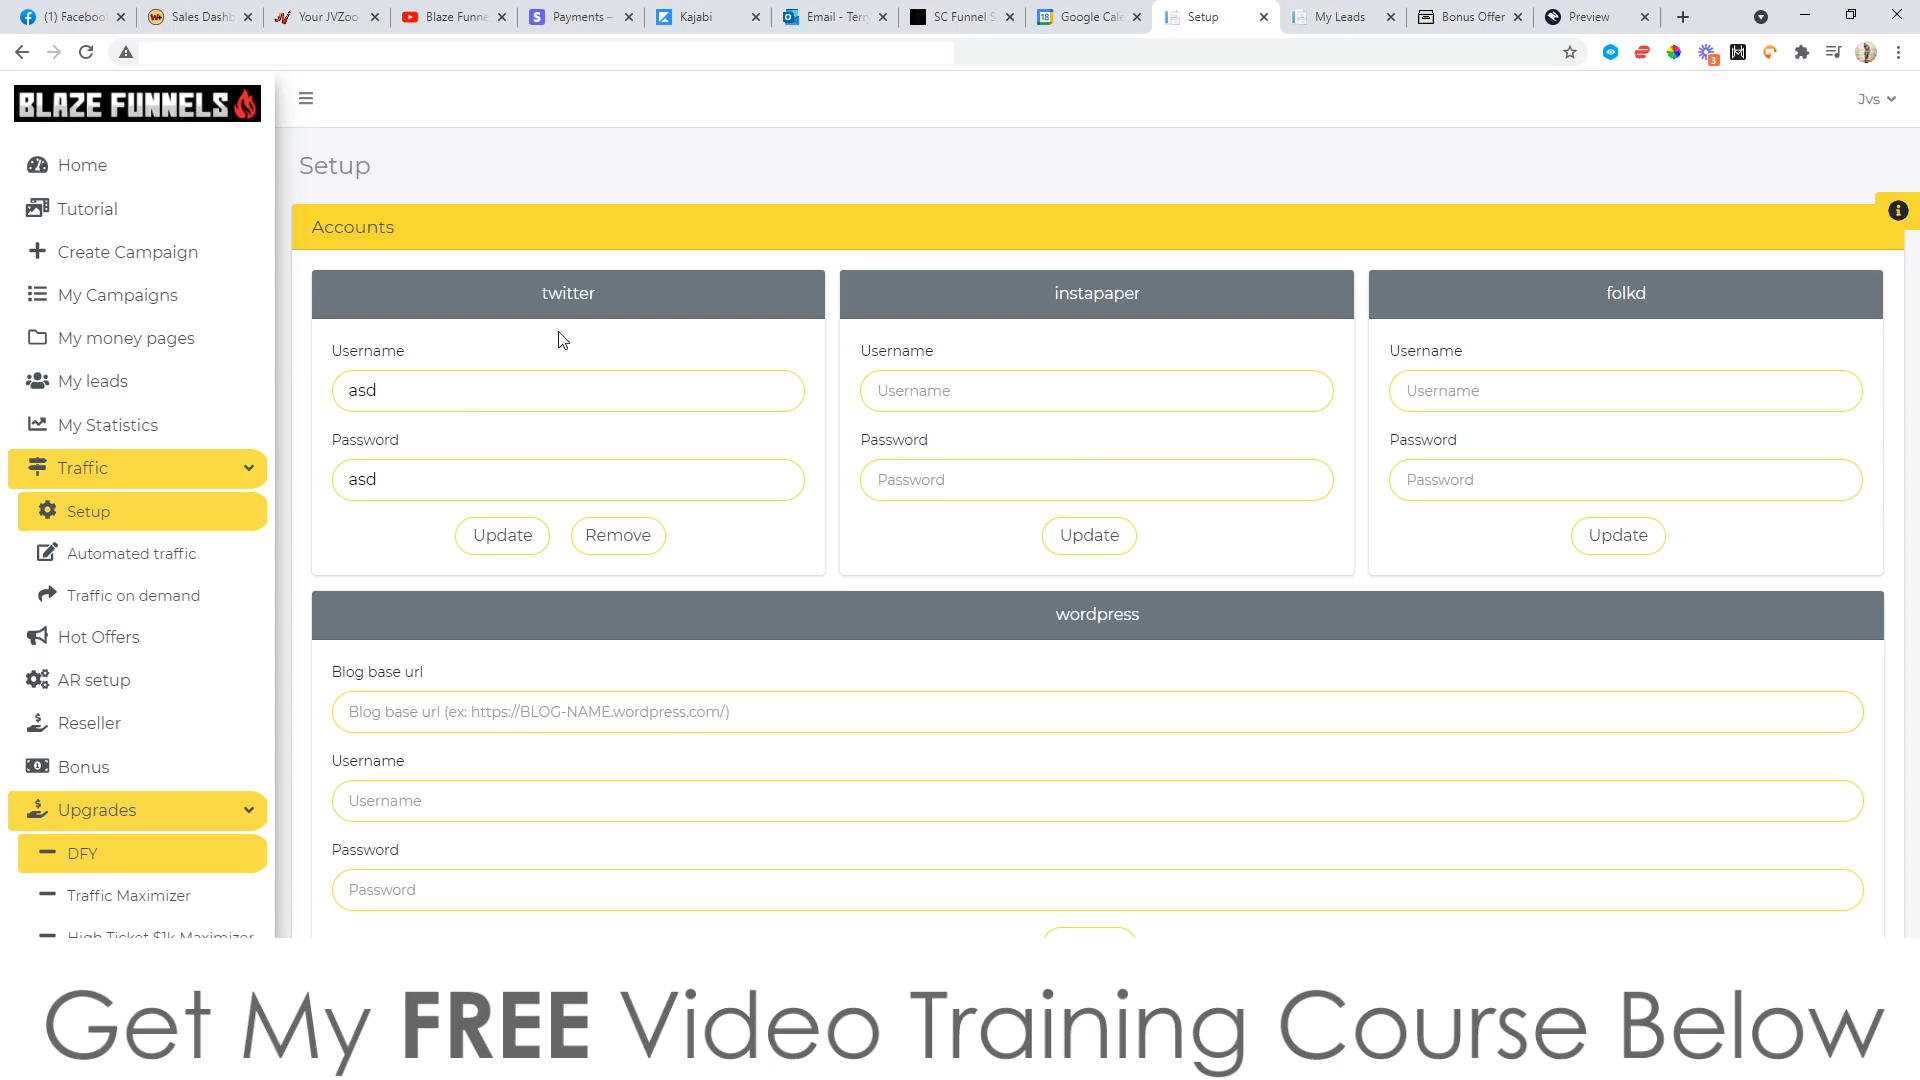 (1) Faceboo
Sales Dashb
Your JVZoo
Blaze Funne
Payments –
Kajabi
Email - Terr
SC Funnel S
Google Cale
Setup
My Leads
Bonus Offer
Preview
3
BLAZE FUNNELS
Jvs
Home
Tutorial
Create Campaign
My Campaigns
My money pages
My leads
My Statistics
Traffic
Setup
Automated traffic
Traffic on demand
Hot Offers
AR setup
Reseller
Bonus
Upgrades
DFY
Traffic Maximizer
High Ticket $1k Maximizer
Setup
Accounts
twitter
Username
asd
Password
asd
Update Remove
instapaper
Username
Username
Password
Password
Update
folkd
Username
Username
Password
Password
Update
wordpress
Blog base url
Blog base url (ex: https://BLOG-NAME.wordpress.com/)
Username
Username
Password
Password
Get My FREE Video Training Course Below